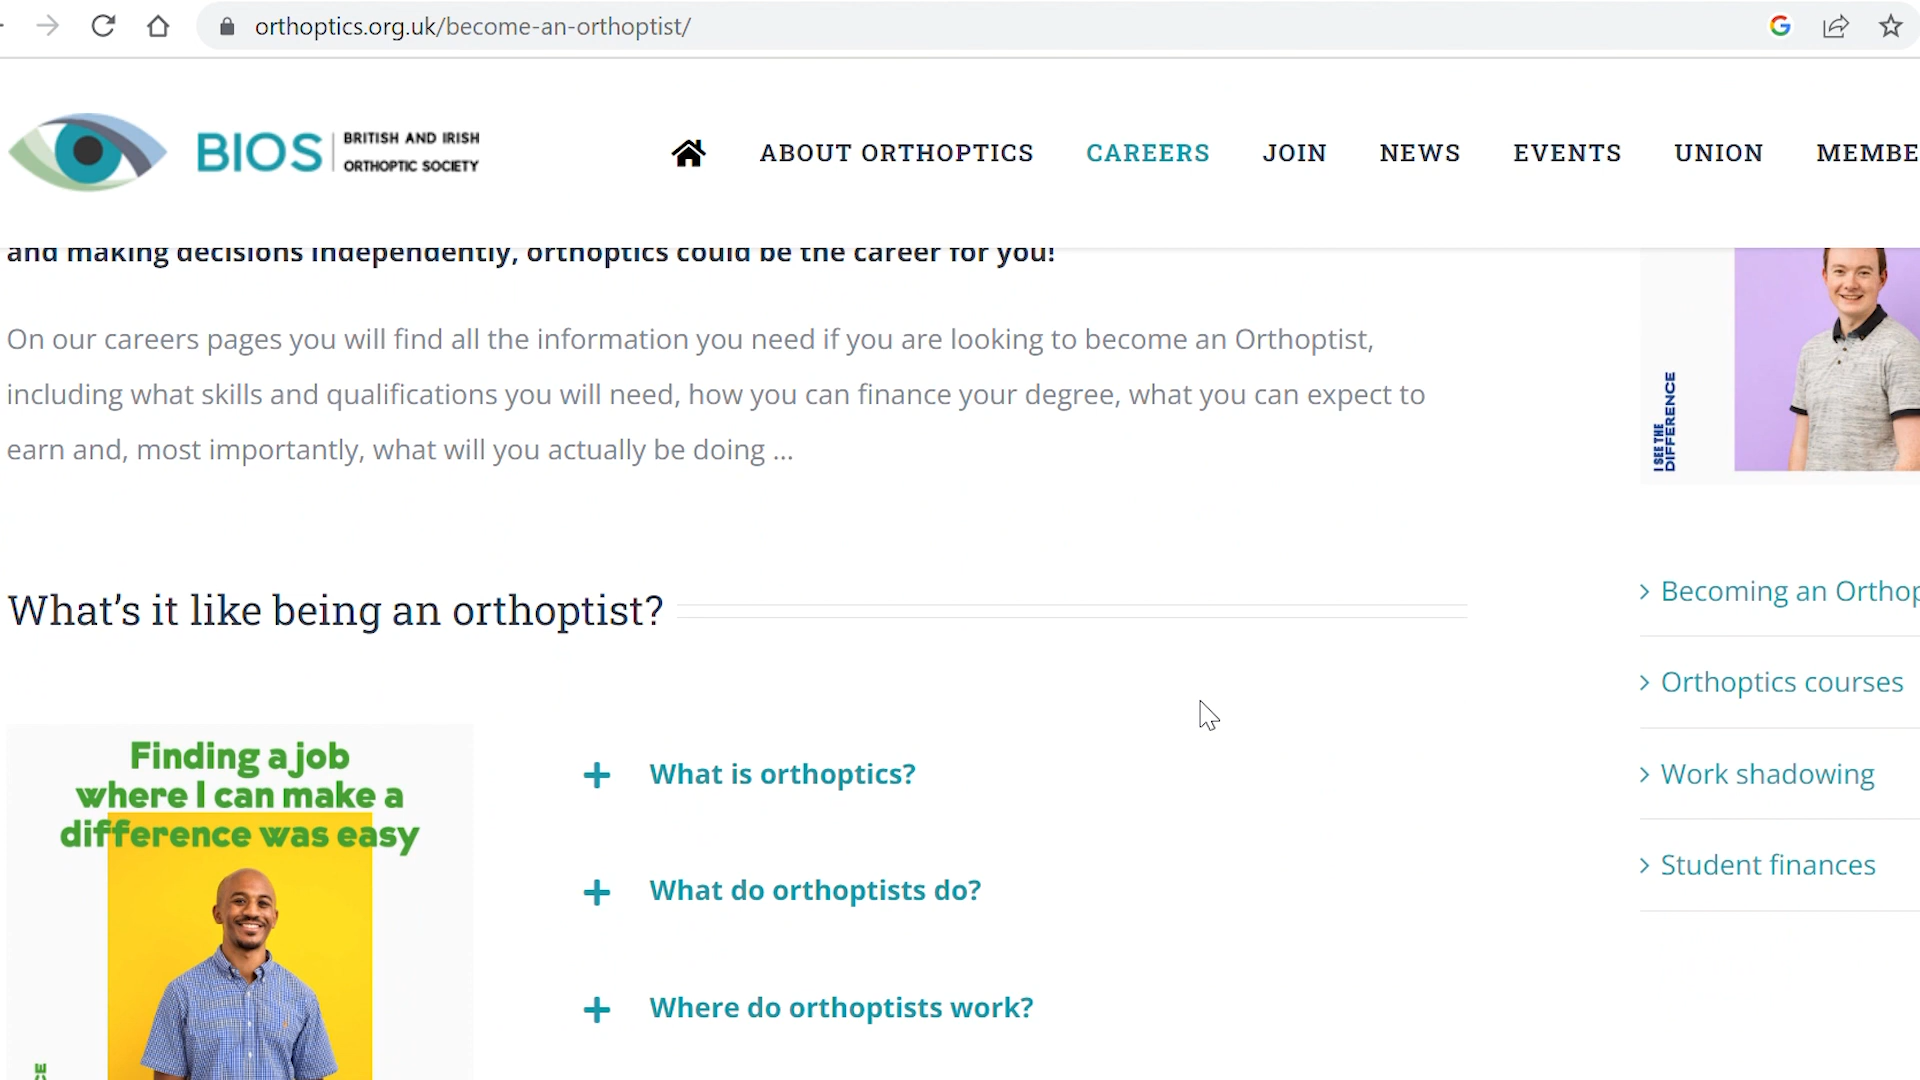 orthoptics.org.uk/become-an-orthoptist/
BIOS
BRITISH AND IRISH
ORTHOPTIC SOCIETY
ABOUT ORTHOPTICS
CAREERS
JOIN
NEWS
EVENTS
UNION
MEMBE
and making decisions independently, orthoptics could be the career for you!
On our careers pages you will find all the information you need if you are looking to become an Orthoptist,
including what skills and qualifications you will need, how you can finance your degree, what you can expect to
earn and, most importantly, what will you actually be doing ...
I SEE THE
DIFFERENCE
What's it like being an orthoptist?
Becoming an Orthop
Orthoptics courses
Work shadowing
Student finances
Finding a job
where I can make a
difference was easy
What is orthoptics?
What do orthoptists do?
Where do orthoptists work?
CE